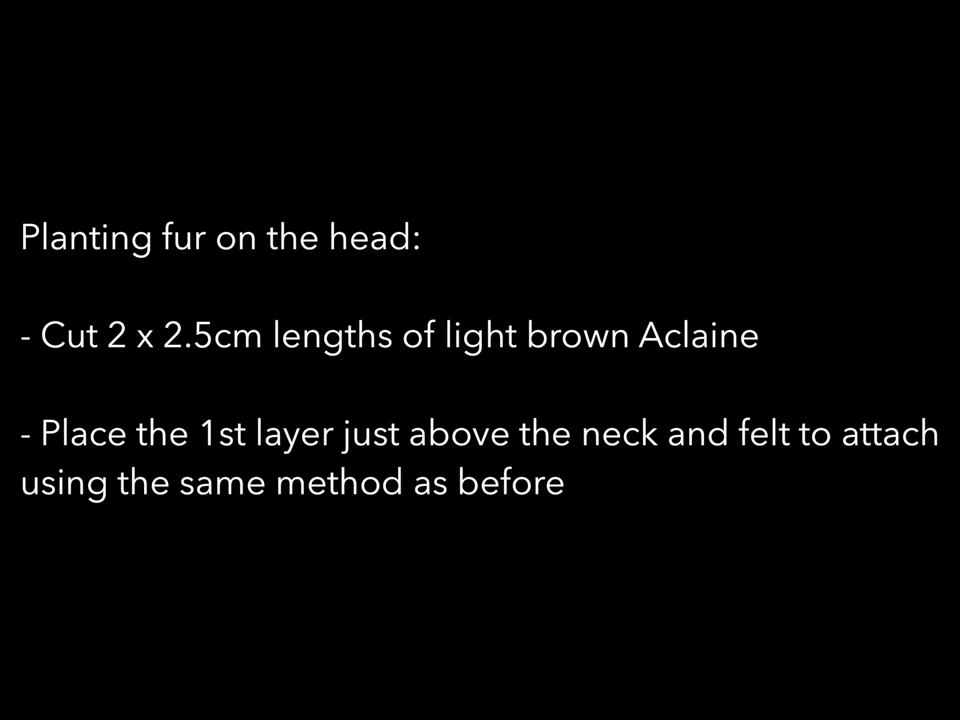 Planting fur on the head:
- Cut 2 x 2.5cm lengths of light brown Aclaine
- Place the 1st layer just above the neck and felt to attach
using the same method as before